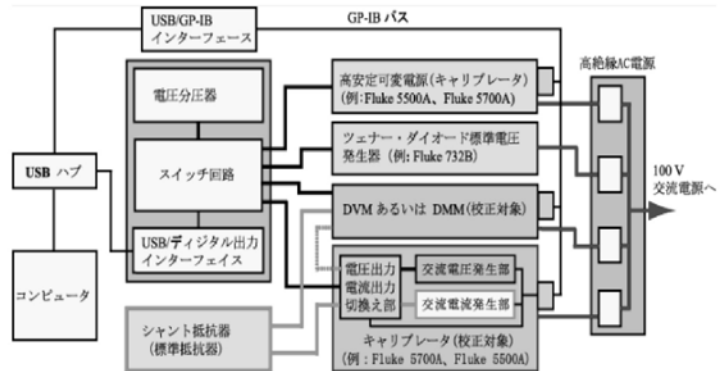 USB/GP-IB
インターフェース
GP-IB バス
高絶縁AC電源
電圧分圧器
高安定可変電源(キャリブレータ)
(例:Fluke 5500A、Fluke 5700A)
スイッチ回路
ツェナー・ダイオード標準電圧
発生器 (例: Fluke 732B)
USB ハブ
100 V
交流電源へ
DVM あるいは DMM(校正対象)
USB/ディジタル出力
インターフェイス
コンピュータ
電圧出力
電流出力
切換え部
交流電圧発生部
交流電流発生部
シャント抵抗器
(標準抵抗器)
キャリブレータ(校正対象)
(例：Fluke 5700A、Fluke 5500A)